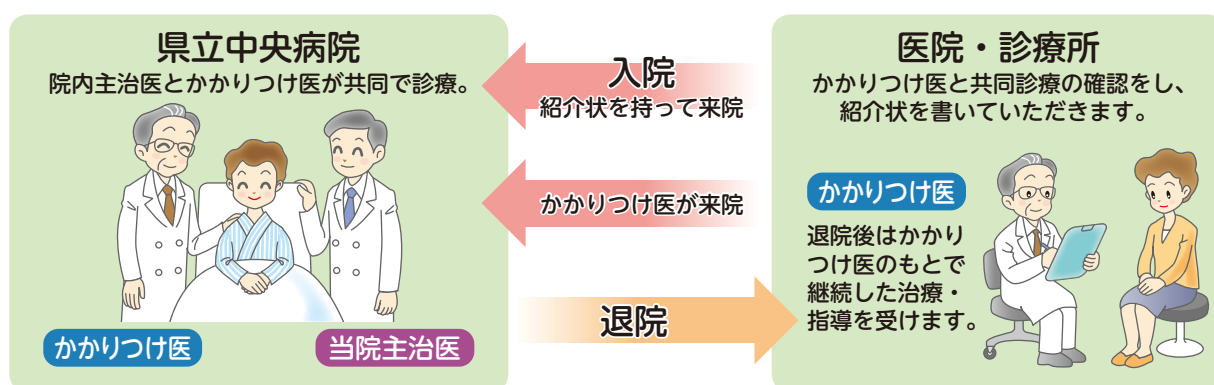 県立中央病院
院内主治医とかかりつけ医が共同で診療。
かかりつけ医
当院主治医
入院
紹介状を持って来院
かかりつけ医が来院
退院
医院・診療所
かかりつけ医と共同診療の確認をし、
紹介状を書いていただきます。
かかりつけ医
退院後はかかり
つけ医のもとで
継続した治療・
指導を受けます。